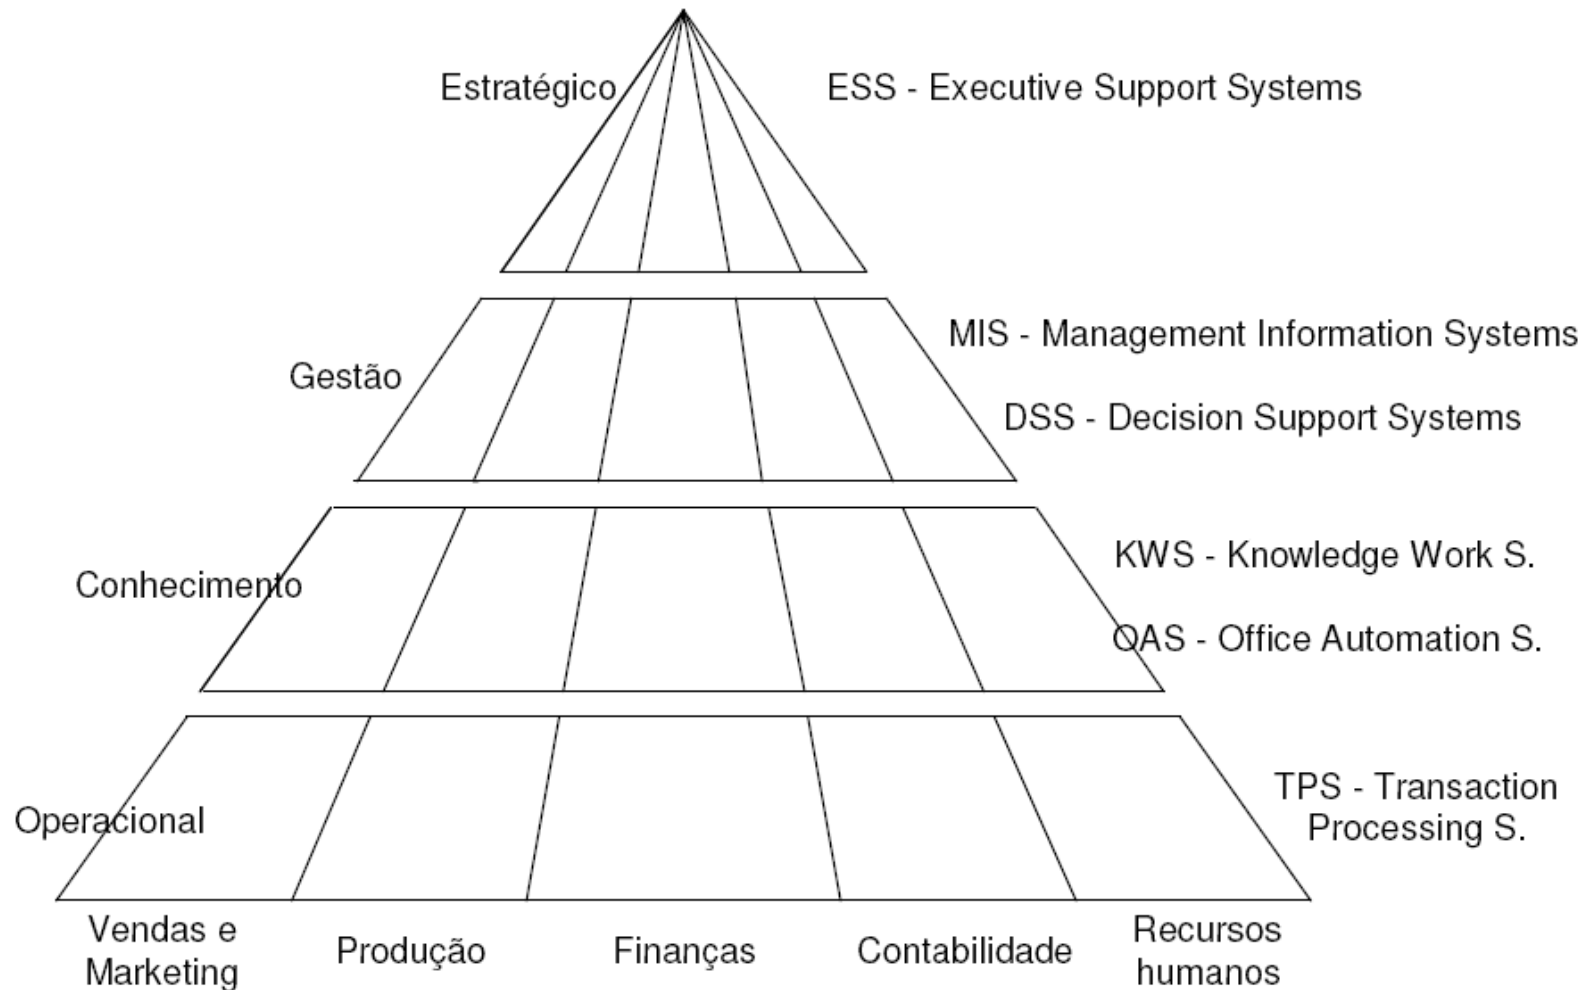 Estratégico
ESS - Executive Support Systems
MIS - Management Information Systems
Gestão
DSS - Decision Support Systems
KWS - Knowledge Work S.
Conhecimento
OAS - Office Automation S.
TPS - Transaction
Processing S.
Operacional
Vendas e
Marketing
Produção
Finanças
Contabilidade
Recursos
humanos